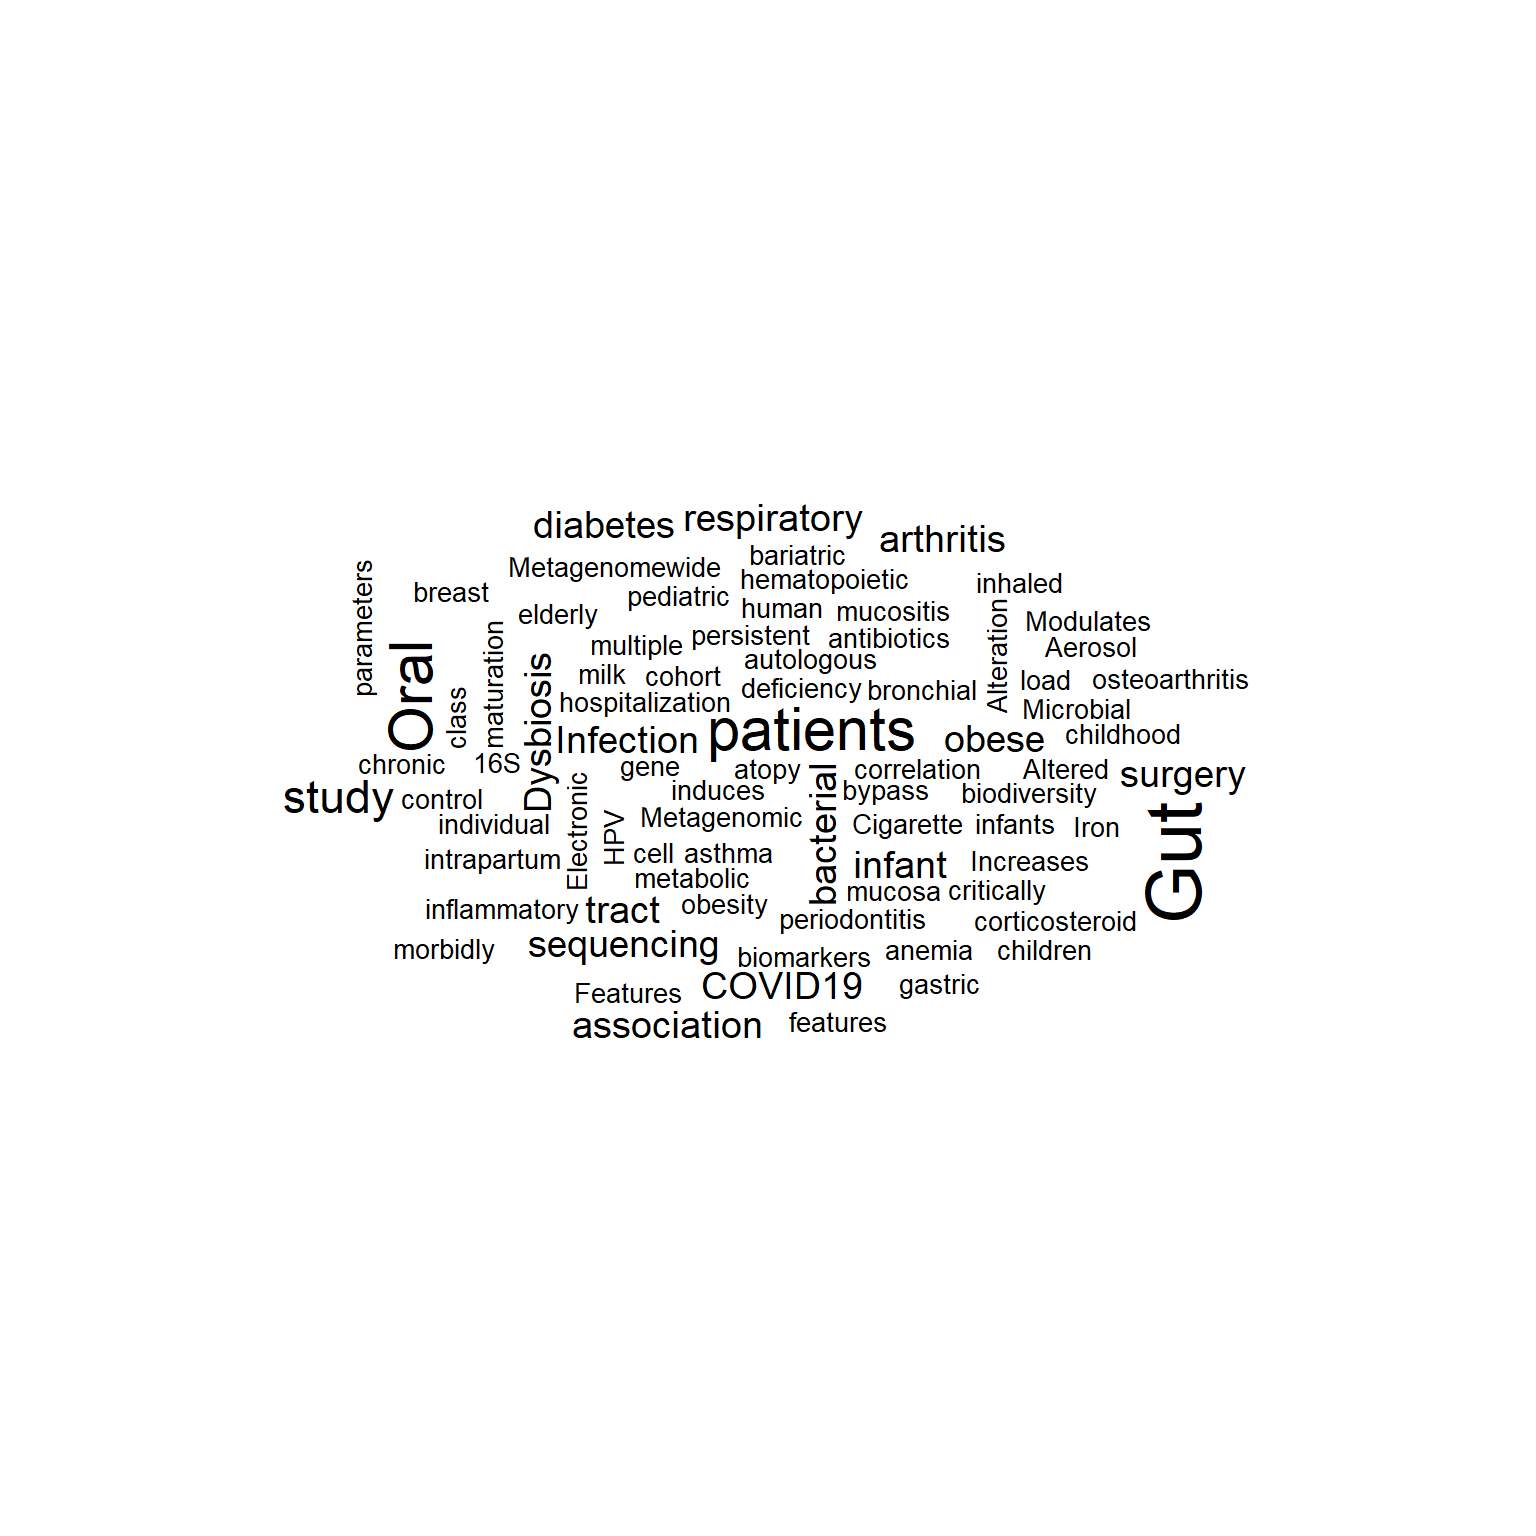 diabetes
respiratory
arthritis
bariatric
Metagenomewide
hematopoietic
inhaled
parameters
breast
pediatric
human
mucositis
elderly
Modulates
Alteration
multiple
persistent
antibiotics
Aerosol
Oral
maturation
autologous
milk
cohort
load
osteoarthritis
class
Dysbiosis
hospitalization
deficiency
bronchial
Microbial
Infection
patients
obese
childhood
chronic
16S
gene
atopy
correlation
Altered
surgery
study
control
induces
bypass
biodiversity
individual
Electronic
HPV
Metagenomic
bacterial
Cigarette
infants
Iron
Gut
intrapartum
cell
asthma
infant
Increases
metabolic
mucosa
critically
inflammatory
tract
obesity
periodontitis
corticosteroid
morbidly
sequencing
biomarkers
anemia
children
Features
COVID19
gastric
association
features